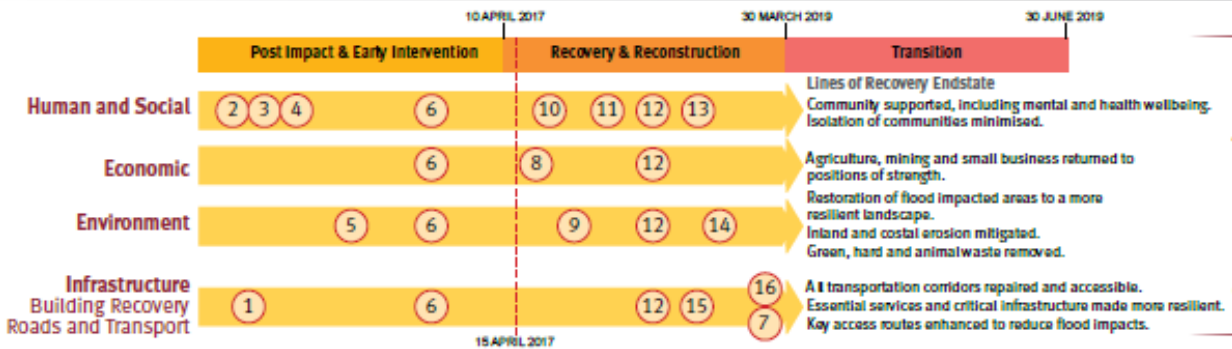 10 APRIL 2017
30 MARCH 2019
30 JUNE 2019
Post Impact & Early Intervention
Recovery & Reconstruction
Transition
Lines of Recovery Endstate
Human and Social
2 3 4 6 10 11 12 13
Community supported, including mental and health wellbeing.
Isolation of communities minimised.
Economic
6 8 12
Agriculture, mining and small business returned to
positions of strength.
Environment
5 6 9 12 14
Restoration of flood impacted areas to a more
resilient landscape.
Inland and costal erosion mitigated.
Green, hard and animal waste removed.
Infrastructure
Building Recovery
Roads and Transport
1 6 12 15 16 7
All transportation corridors repaired and accessible.
Essential services and critical infrastructure made more resilient.
Key access routes enhanced to reduce flood impacts.
15 APRIL 2017